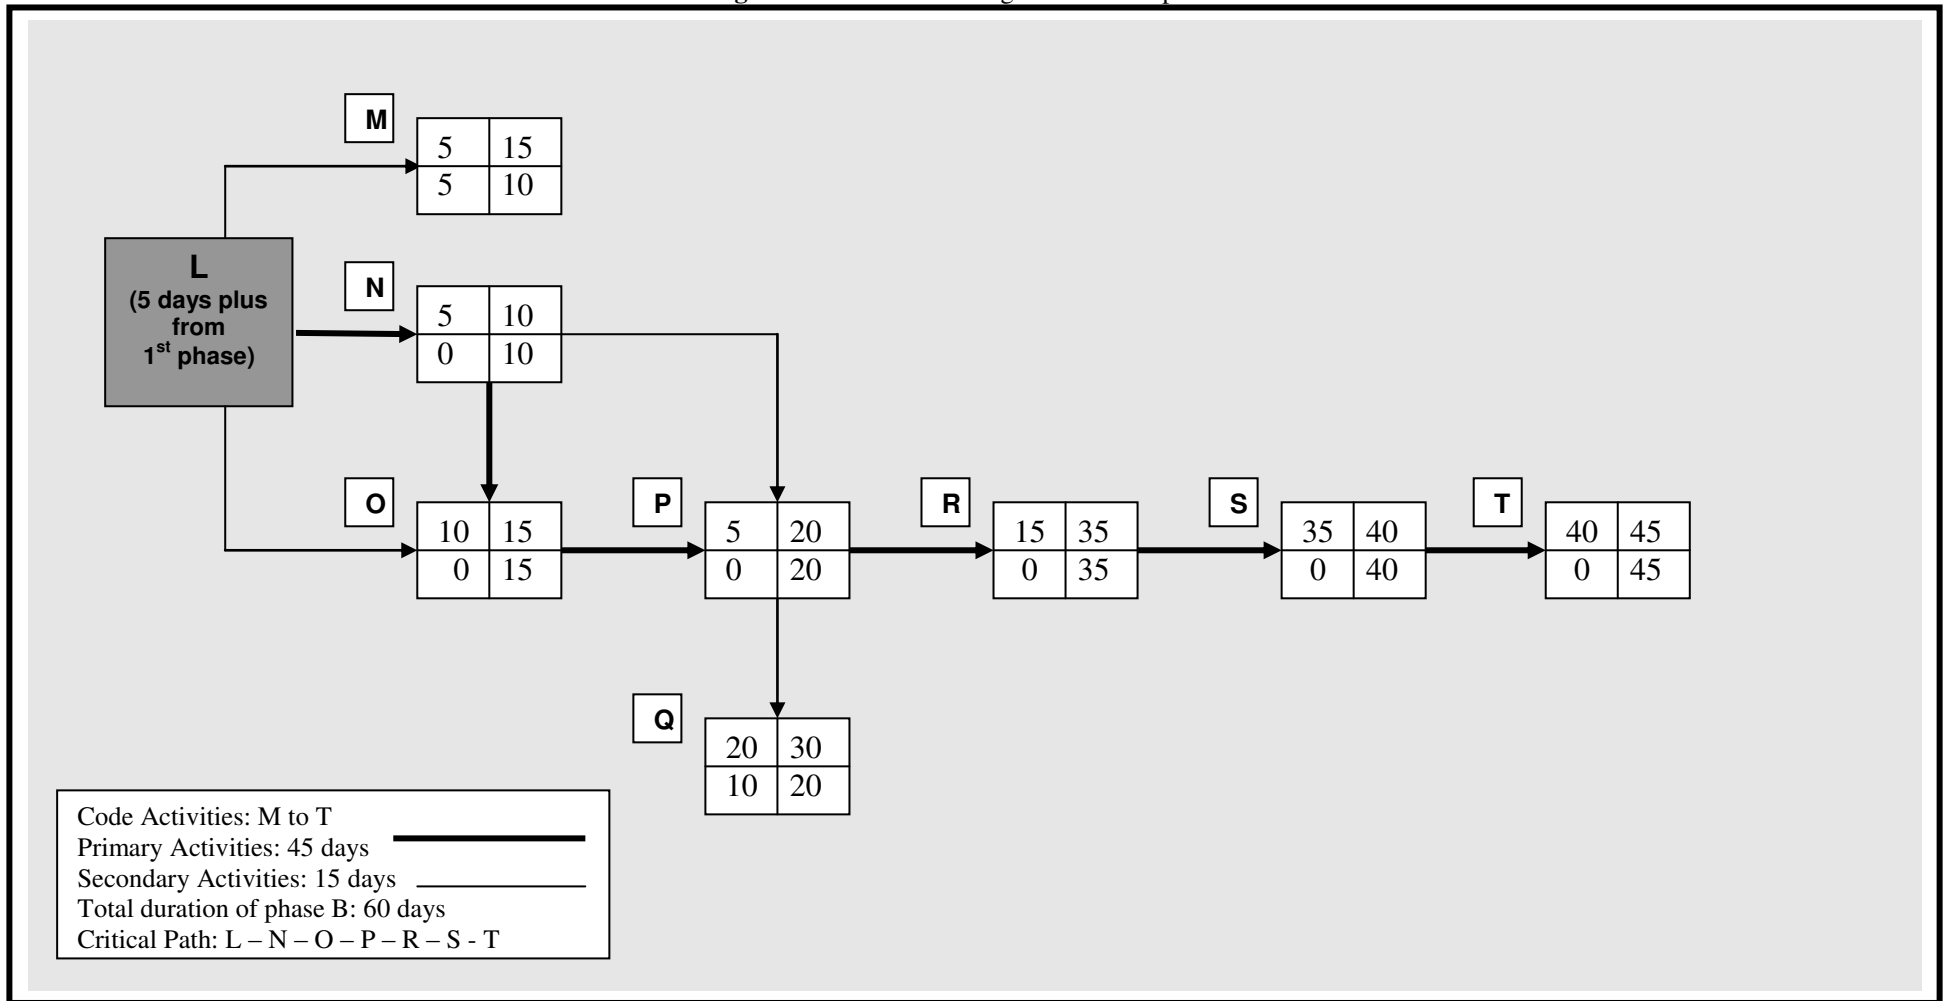 M
5 15
5 10
L
(5 days plus
from
1st phase)
N
5 10
0 10
O
10 15
0 15
P
5 20
0 20
R
15 35
0 35
S
35 40
0 40
T
40 45
0 45
Q
20 30
10 20
Code Activities: M to T
Primary Activities: 45 days
Secondary Activities: 15 days
Total duration of phase B: 60 days
Critical Path: L – N – O – P – R – S - T